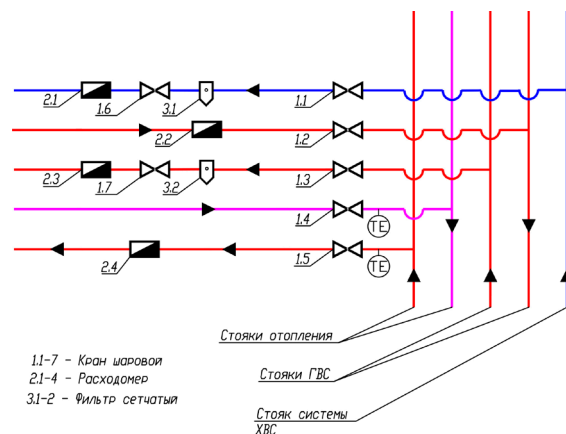 2.1
1.6
3.1
1.1
2.2
1.2
2.3
1.7
3.2
1.3
1.4
TE
2.4
1.5
TE
Стояки отопления
1.1-7 - Кран шаровой
2.1-4 - Расходомер
3.1-2 - Фильтр сетчатый
Стояки ГВС
Стояк системы
ХВС